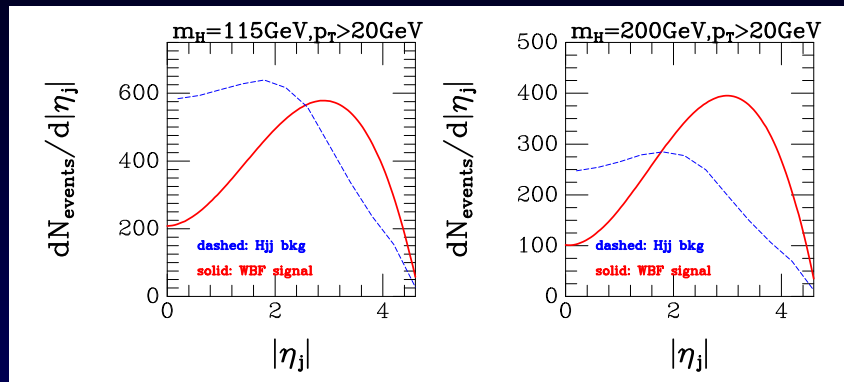 m_H=115GeV,p_T>20GeV
dN_events/d|η_j|
600
400
200
0
dashed: Hjj bkg
solid: WBF signal
0 2 4
|η_j|
m_H=200GeV,p_T>20GeV
dN_events/d|η_j|
500
400
300
200
100
0
dashed: Hjj bkg
solid: WBF signal
0 2 4
|η_j|